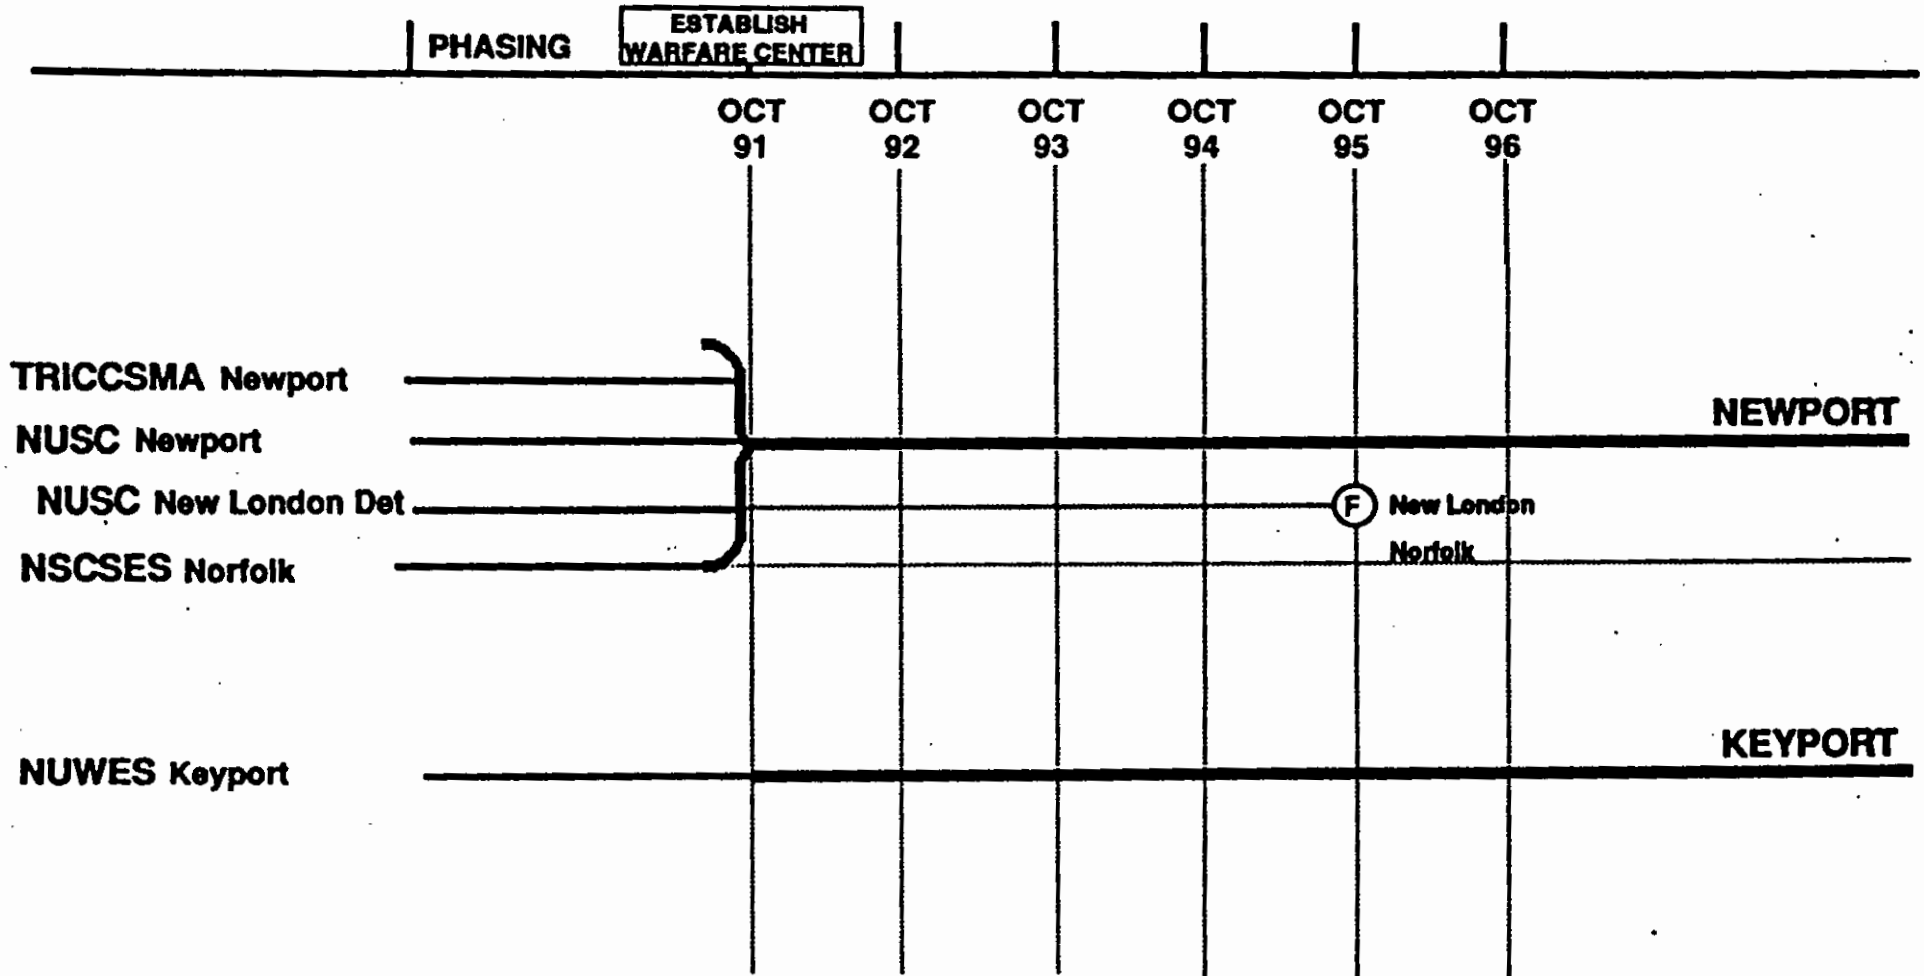 PHASING
ESTABLISH
WARFARE CENTER
OCT OCT OCT OCT OCT OCT
91 92 93 94 95 96
TRICCSMA Newport
NEWPORT
NUSC Newport
NUSC New London Det
F
New London
Norfolk
NSCSES Norfolk
KEYPORT
NUWES Keyport